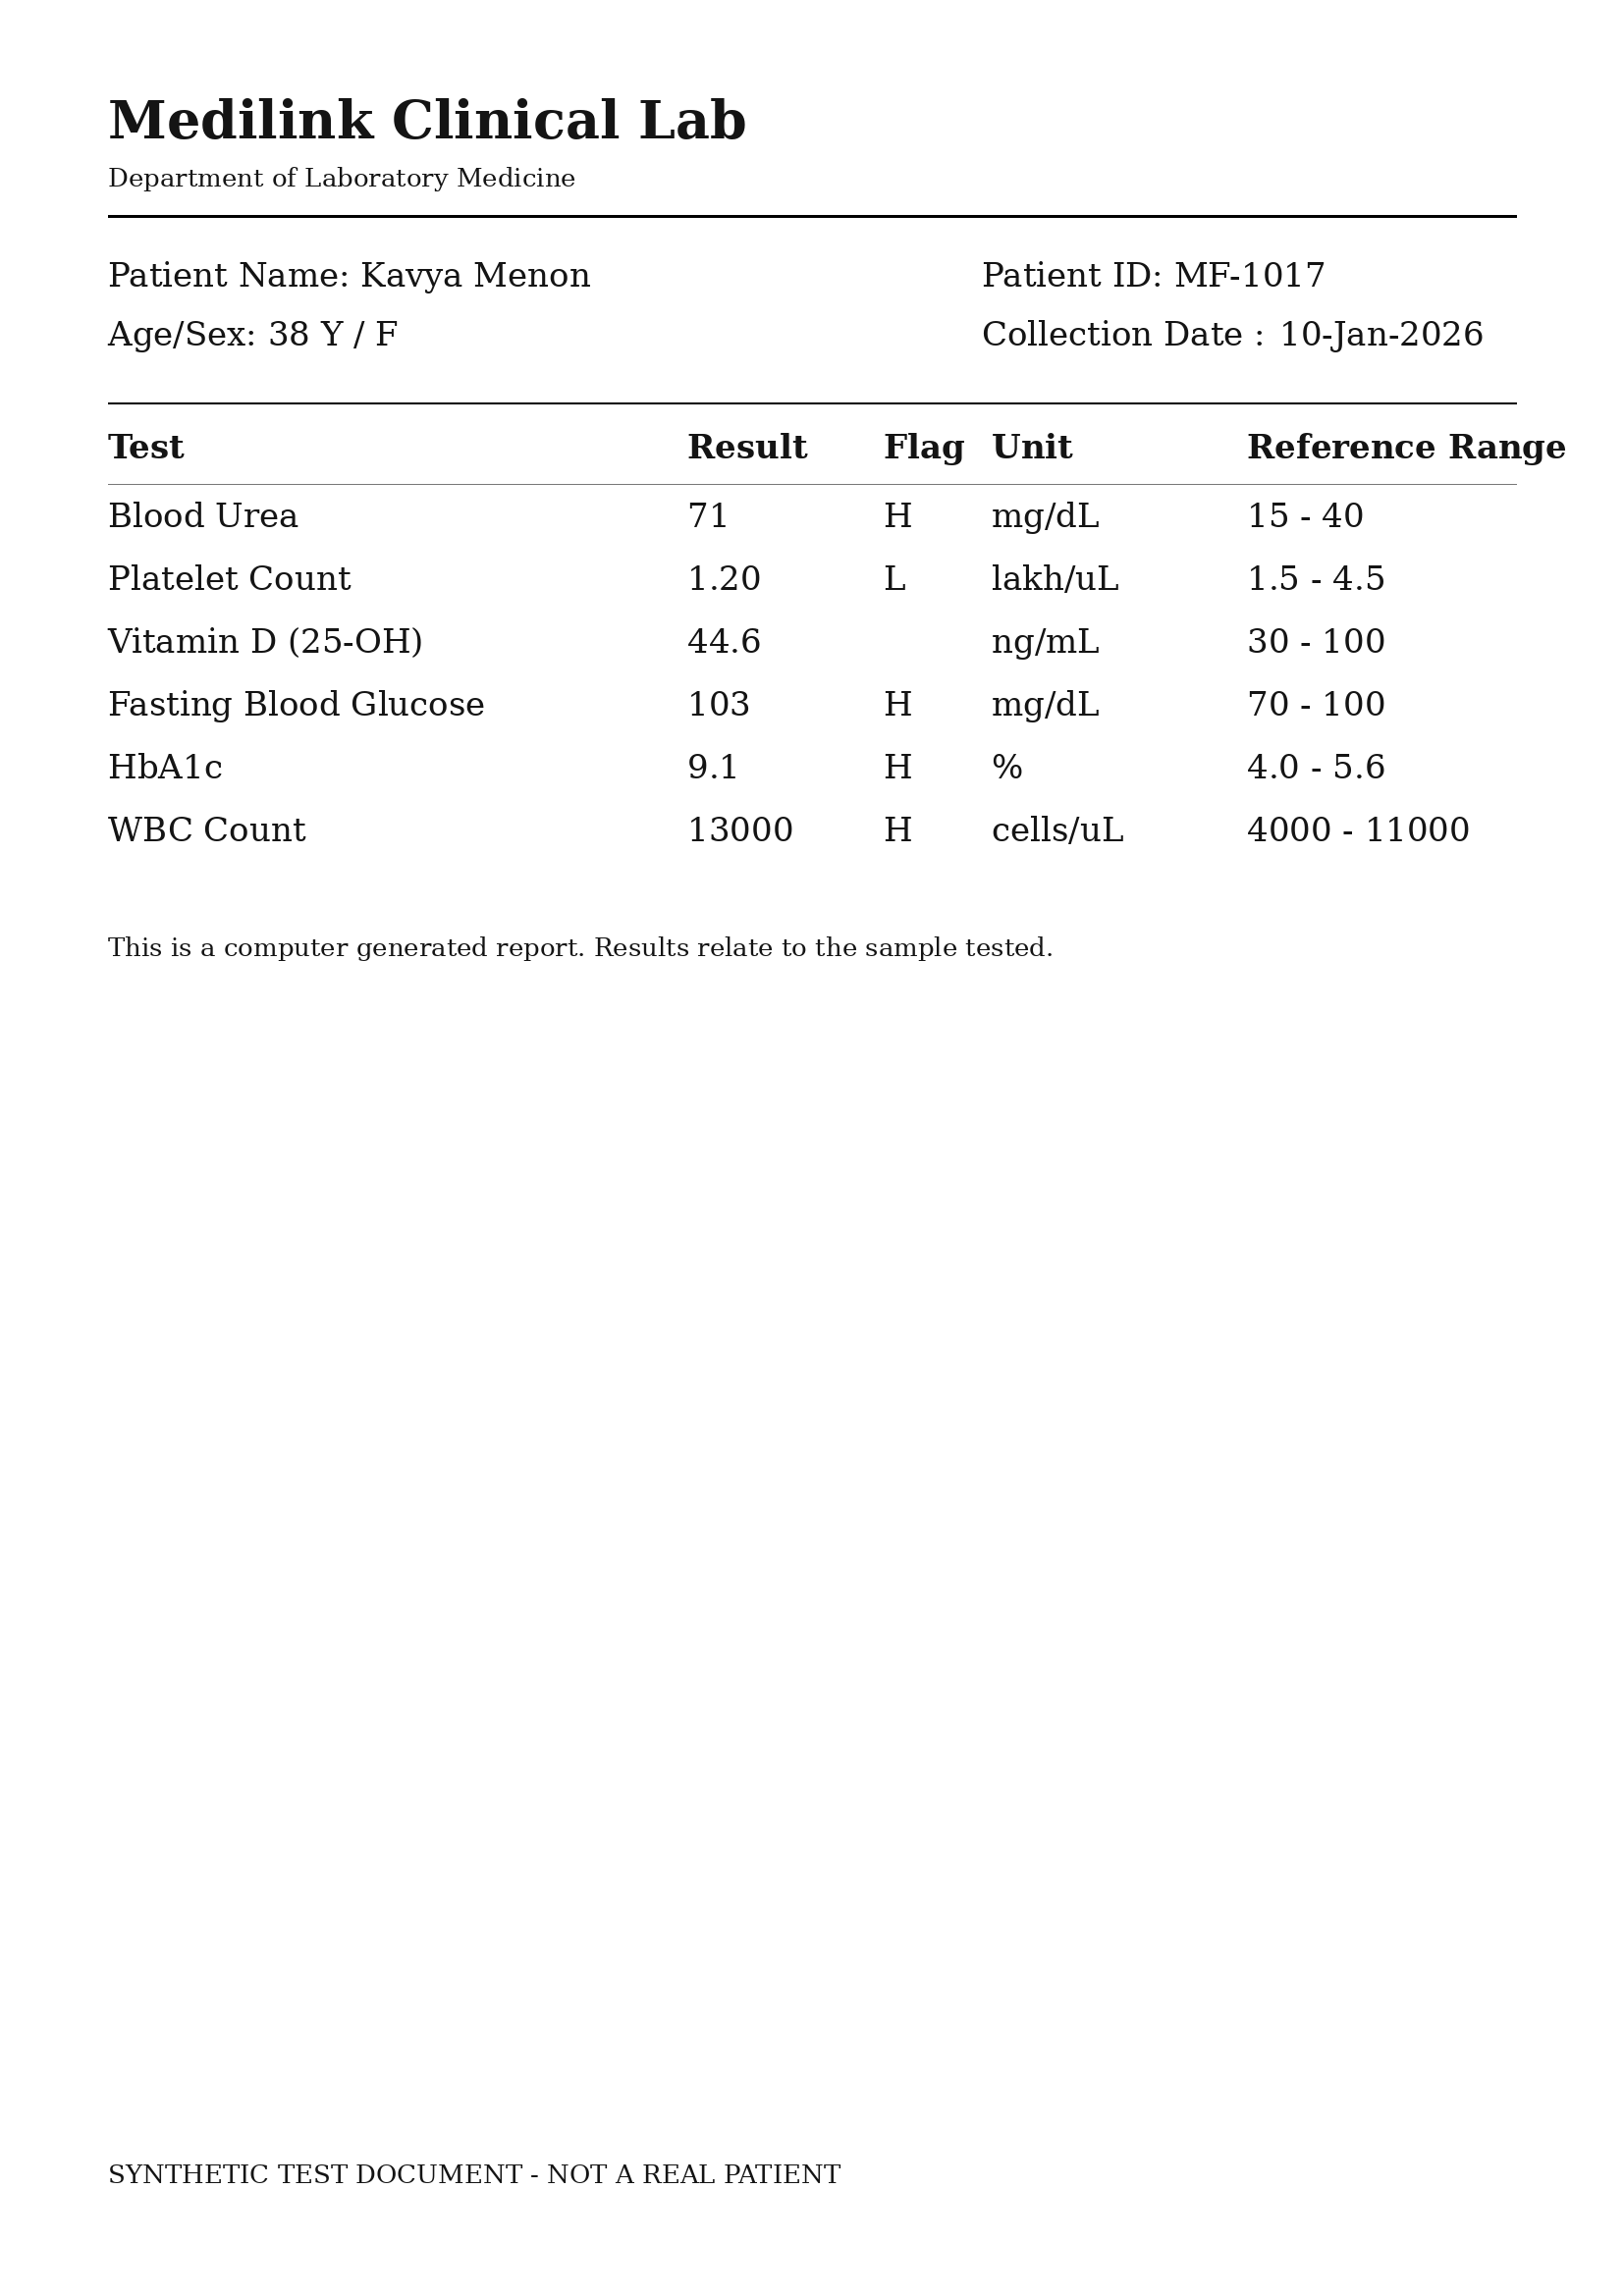 Medilink Clinical Lab
Department of Laboratory Medicine
Patient Name: Kavya Menon Patient ID: MF-1017
Age/Sex: 38 Y / F Collection Date : 10-Jan-2026
Test Result Flag Unit Reference Range
Blood Urea 71 H mg/dL 15 - 40
Platelet Count 1.20 L lakh/uL 1.5 - 4.5
Vitamin D (25-OH) 44.6 ng/mL 30 - 100
Fasting Blood Glucose 103 H mg/dL 70 - 100
HbA1c 9.1 H % 4.0 - 5.6
WBC Count 13000 H cells/uL 4000 - 11000
This is a computer generated report. Results relate to the sample tested.
SYNTHETIC TEST DOCUMENT - NOT A REAL PATIENT